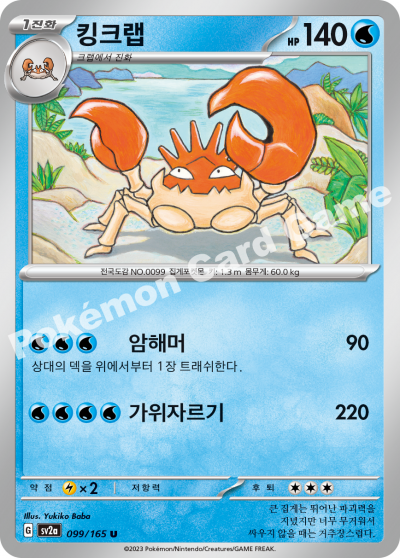 1진화
킹크랩
HP 140
크랩에서 진화
전국도감 NO.0099 집게포켓몬 키: 1.3m 몸무게: 60.0kg
Pokémon Card Game
암해머 90
상대의 덱을 위에서부터 1장 트래쉬한다.
가위자르기 220
약점 ×2 저항력 후퇴
Illus. Yukiko Baba
G sv2a 099/165 U
큰 집게는 뛰어난 파괴력을
지녔지만 너무 무거워서
싸우지 않을 때는 거추장스럽다.
©2023 Pokémon/Nintendo/Creatures/GAME FREAK.